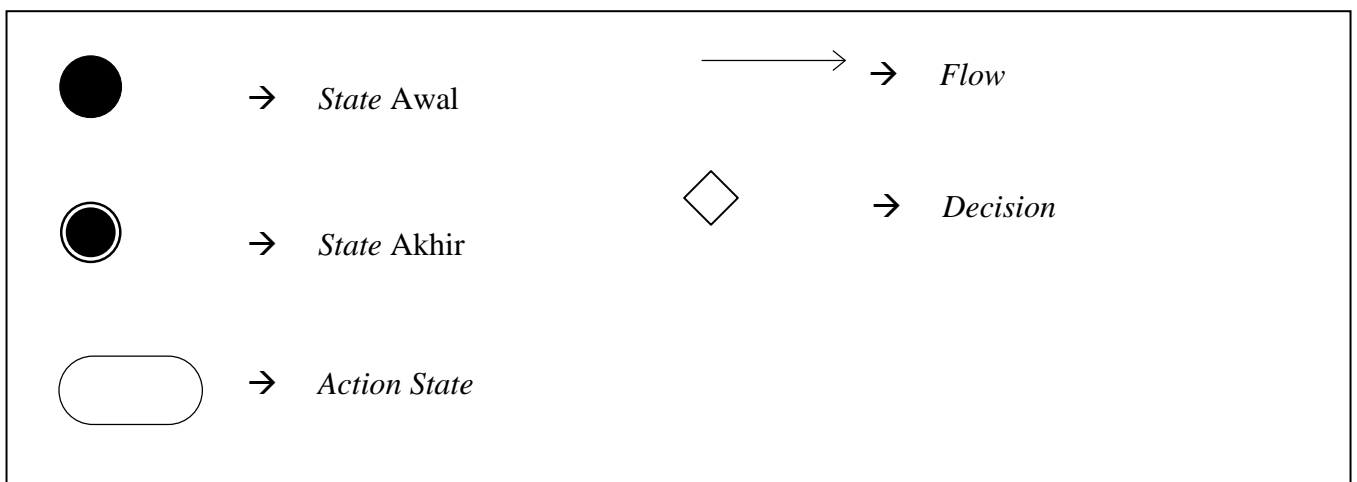 → State Awal
→ State Akhir
→ Action State
→ Flow
→ Decision